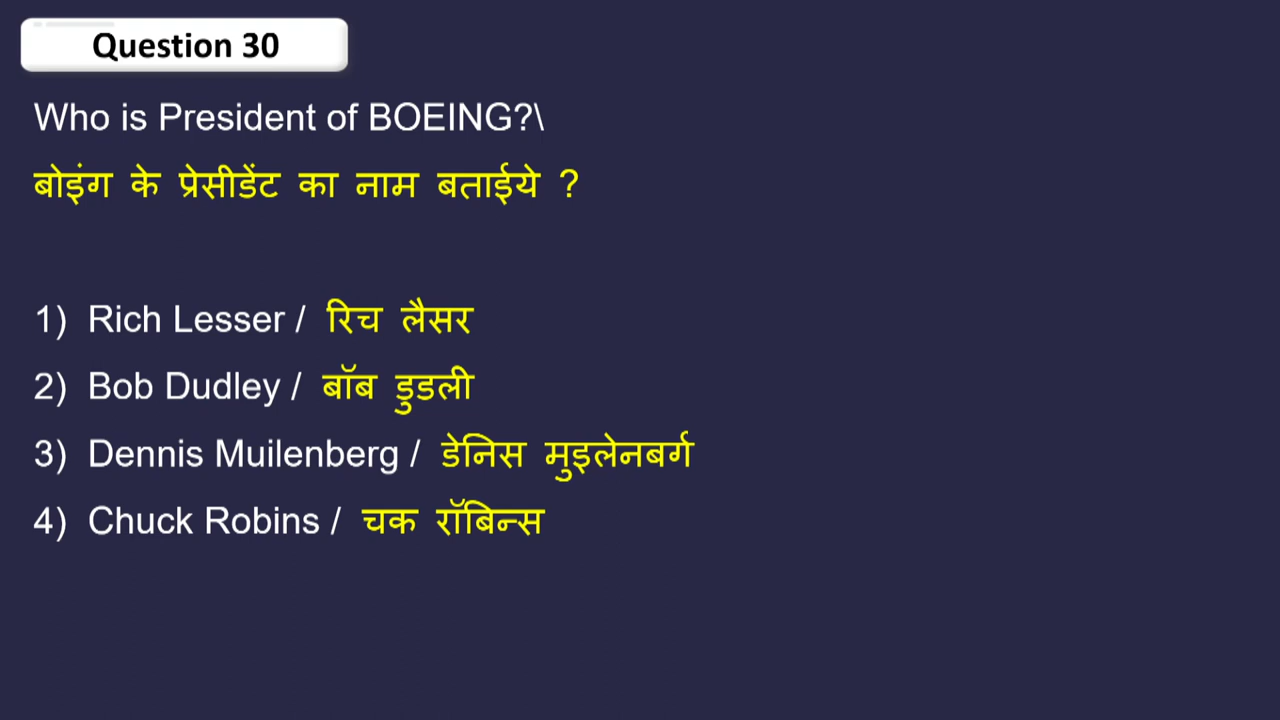 Question 30
Who is President of BOEING?\
बोइंग के प्रेसीडेंट का नाम बताईये ?
1) Rich Lesser / रिच लैसर
2) Bob Dudley / बॉब डुडली
3) Dennis Muilenberg / डेनिस मुइलेनबर्ग
4) Chuck Robins / चक रॉबिन्स